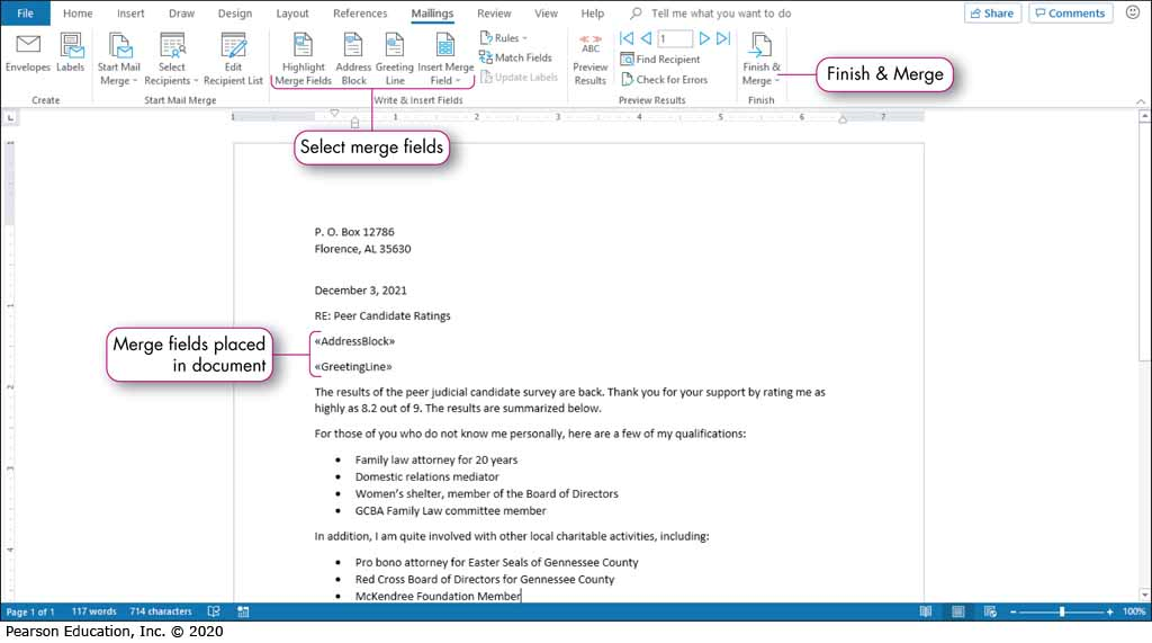 File Home Insert Draw Design Layout References Mailings Review View Help Tell me what you want to do Share Comments
Envelopes Labels Start Mail Merge Select Recipients Edit Recipient List Highlight Merge Fields Address Block Greeting Line Insert Merge Field Rules Match Fields Update Labels Preview Results ABC 1 Find Recipient Check for Errors Finish & Merge
Create Start Mail Merge Write & Insert Fields Preview Results Finish
Finish & Merge
Select merge fields
1 1 2 3 4 5 6 7
P. O. Box 12786
Florence, AL 35630
December 3, 2021
RE: Peer Candidate Ratings
Merge fields placed
in document
«AddressBlock»
«GreetingLine»
The results of the peer judicial candidate survey are back. Thank you for your support by rating me as
highly as 8.2 out of 9. The results are summarized below.
For those of you who do not know me personally, here are a few of my qualifications:
• Family law attorney for 20 years
• Domestic relations mediator
• Women's shelter, member of the Board of Directors
• GCBA Family Law committee member
In addition, I am quite involved with other local charitable activities, including:
• Pro bono attorney for Easter Seals of Gennessee County
• Red Cross Board of Directors for Gennessee County
• McKendree Foundation Member
Page 1 of 1 117 words 714 characters 100%
Pearson Education, Inc. © 2020